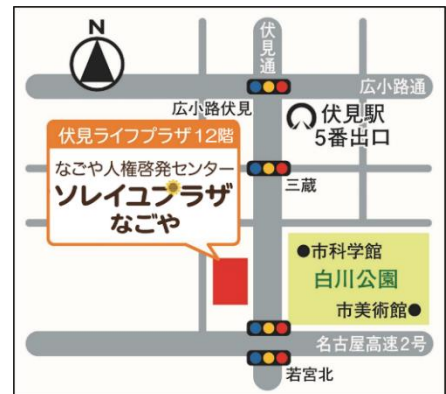 N
伏見通
広小路通
広小路伏見
伏見駅
5番出口
伏見ライフプラザ12階
なごや人権啓発センター
ソレイユプラザ
なごや
三蔵
●市科学館
白川公園
市美術館●
名古屋高速2号
若宮北